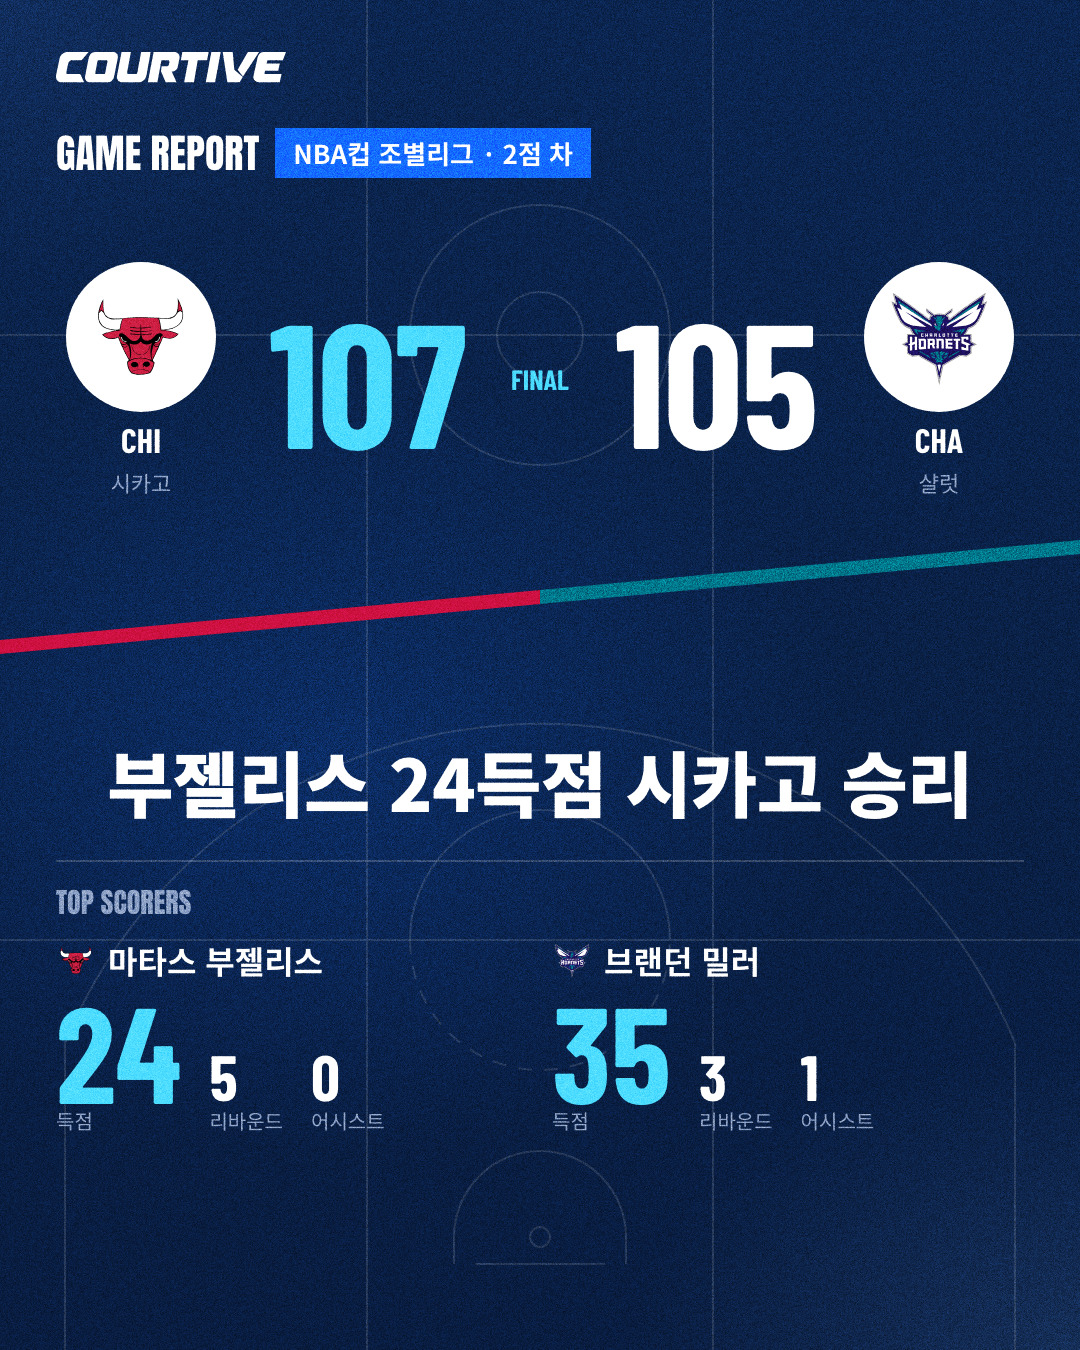 COURTIVE
GAME REPORT
NBA컵 조별리그 · 2점 차
107
FINAL
105
CHARLOTTE
HORNETS
CHI
CHA
시카고
샬럿
부젤리스 24득점 시카고 승리
TOP SCORERS
마타스 부젤리스
HORNETS
브랜던 밀러
24
5
0
35
3
1
득점
리바운드
어시스트
득점
리바운드
어시스트